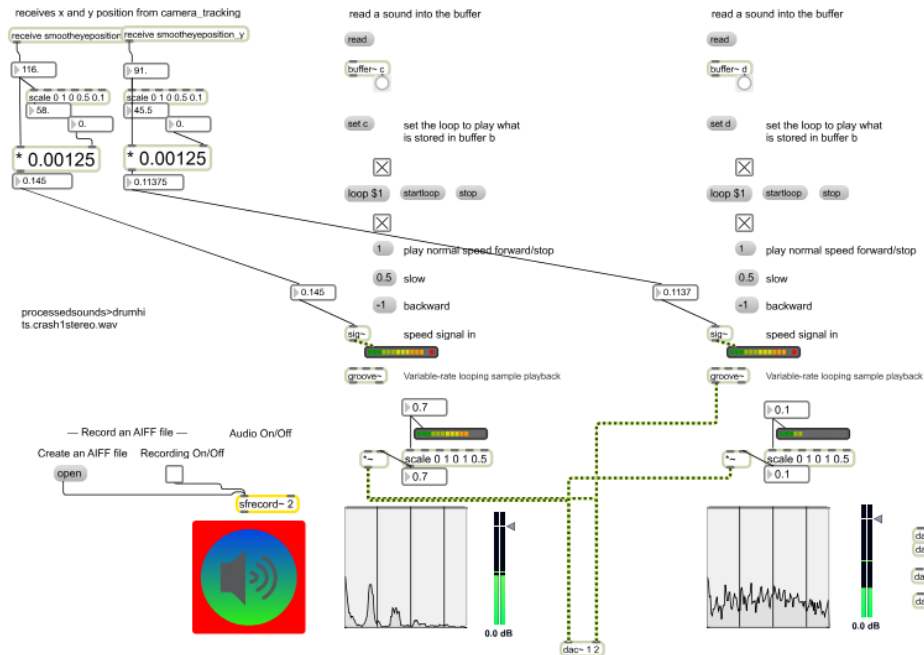 receives x and y position from camera_tracking
receive smootheyeposition
receive smootheyeposition_y
116.
91.
scale 0 1 0 0.5 0.1
scale 0 1 0 0.5 0.1
58.
0.
45.5
0.
* 0.00125
* 0.00125
0.145
0.11375
read a sound into the buffer
read
buffer~ c
set c
set the loop to play what
is stored in buffer b
loop $1
startloop
stop
1
play normal speed forward/stop
0.5
slow
0.145
-1
backward
sig~
speed signal in
groove~
Variable-rate looping sample playback
0.7
*~
scale 0 1 0 1 0.5
0.7
0.0 dB
read a sound into the buffer
read
buffer~ d
set d
set the loop to play what
is stored in buffer b
loop $1
startloop
stop
1
play normal speed forward/stop
0.5
slow
0.1137
-1
backward
sig~
speed signal in
groove~
Variable-rate looping sample playback
0.1
*~
scale 0 1 0 1 0.5
0.1
0.0 dB
processedsounds>drumhi
ts.crash1stereo.wav
— Record an AIFF file —
Audio On/Off
Create an AIFF file
Recording On/Off
open
sfrecord~ 2
dac~ 1 2